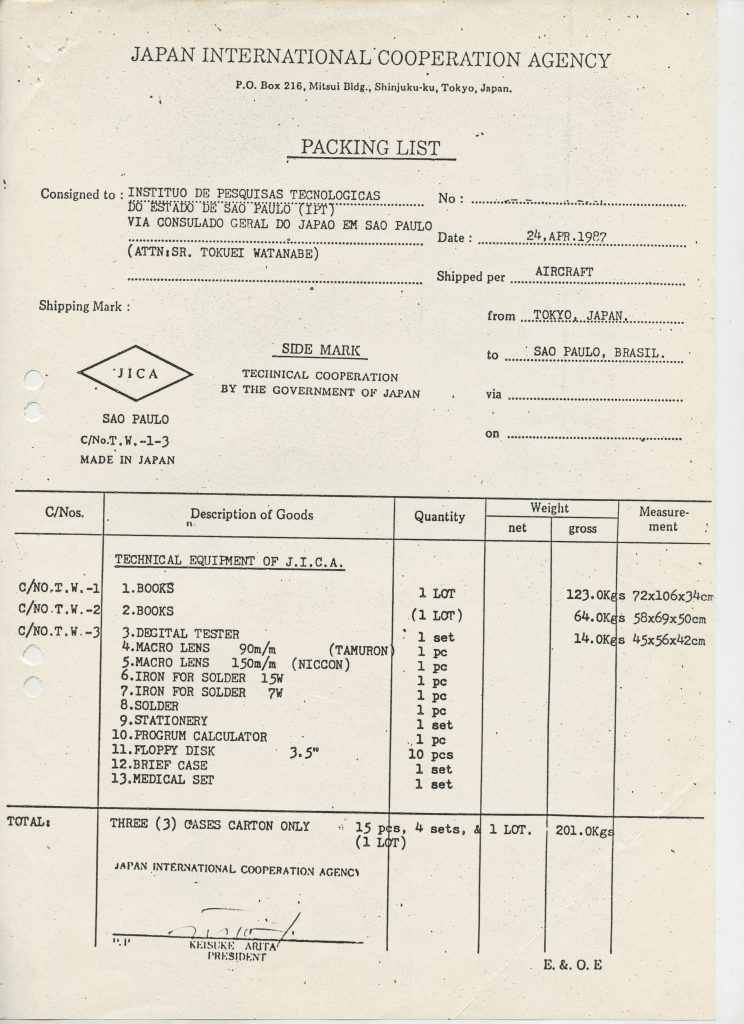 JAPAN INTERNATIONAL COOPERATION AGENCY
P.O. Box 216, Mitsui Bldg., Shinjuku-ku, Tokyo, Japan.
PACKING LIST
Consigned to : INSTITUO DE PESQUISAS TECNOLOGICAS
DO ESTADO DE SAO PAULO (IPT)
VIA CONSULADO GERAL DO JAPAO EM SAO PAULO
(ATTN:SR. TOKUEI WATANABE)
No :
Date : 24,APR.1987
Shipped per AIRCRAFT
from TOKYO, JAPAN.
to SAO PAULO, BRASIL.
via
on
Shipping Mark :
JICA
SAO PAULO
C/No.T.W.-1-3
MADE IN JAPAN
SIDE MARK
TECHNICAL COOPERATION
BY THE GOVERNMENT OF JAPAN
C/Nos. Description of Goods Quantity Weight net gross Measure-
ment
TECHNICAL EQUIPMENT OF J.I.C.A.
C/NO.T.W.-1 1.BOOKS 1 LOT 123.0Kgs 72x106x34cm
C/NO.T.W.-2 2.BOOKS (1 LOT) 64.0Kgs 58x69x50cm
C/NO.T.W.-3 3.DEGITAL TESTER 1 set 14.0Kgs 45x56x42cm
4.MACRO LENS 90m/m (TAMURON) 1 pc
5.MACRO LENS 150m/m (NICCON) 1 pc
6.IRON FOR SOLDER 15W 1 pc
7.IRON FOR SOLDER 7W 1 pc
8.SOLDER 1 pc
9.STATIONERY 1 set
10.PROGRUM CALCULATOR 1 pc
11.FLOPPY DISK 3.5" 10 pcs
12.BRIEF CASE 1 set
13.MEDICAL SET 1 set
TOTAL: THREE (3) CASES CARTON ONLY 15 pcs, 4 sets, & 1 LOT. 201.0Kgs
(1 LOT)
JAPAN INTERNATIONAL COOPERATION AGENCY
P.P
KEISUKE ARITA
PRESIDENT
E. &. O. E